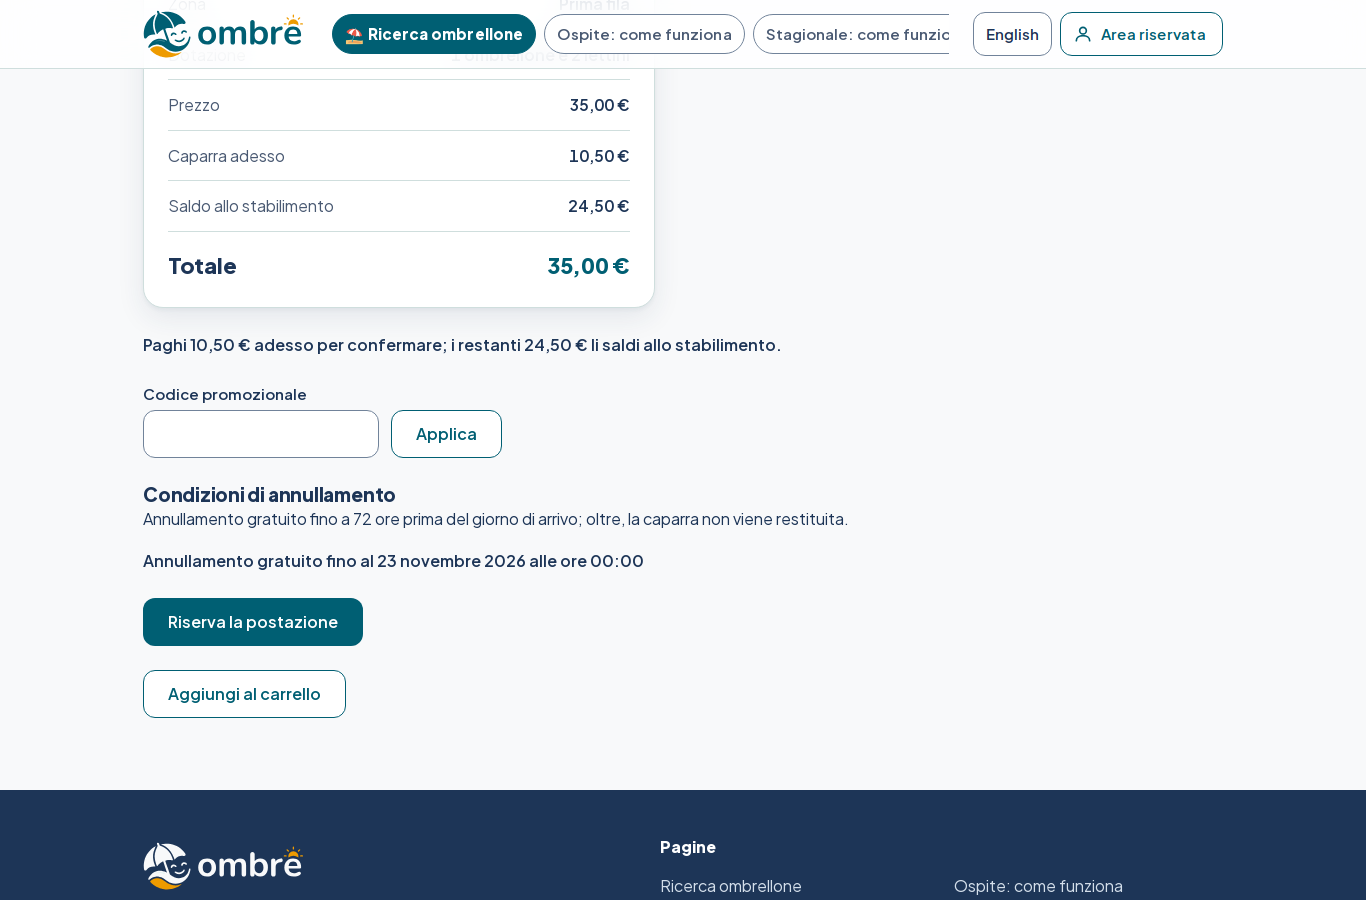 Zona Prima fila
ombrè
Ricerca ombrellone
Ospite: come funziona
Stagionale: come funzio
English
Area riservata
Prezzo 35,00 €
Caparra adesso 10,50 €
Saldo allo stabilimento 24,50 €
Totale 35,00 €
Paghi 10,50 € adesso per confermare; i restanti 24,50 € li saldi allo stabilimento.
Codice promozionale
Applica
Condizioni di annullamento
Annullamento gratuito fino a 72 ore prima del giorno di arrivo; oltre, la caparra non viene restituita.
Annullamento gratuito fino al 23 novembre 2026 alle ore 00:00
Riserva la postazione
Aggiungi al carrello
ombrè
Pagine
Ricerca ombrellone
Ospite: come funziona